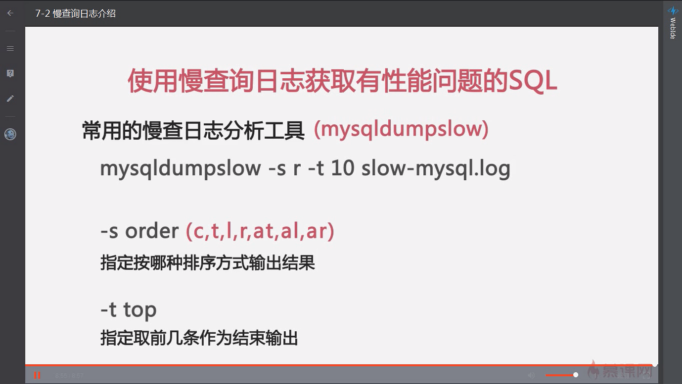 7-2 慢查询日志介绍
WebIde
使用慢查询日志获取有性能问题的SQL
常用的慢查日志分析工具 (mysqldumpslow)
mysqldumpslow -s r -t 10 slow-mysql.log
-s order (c,t,l,r,at,al,ar)
指定按哪种排序方式输出结果
-t top
指定取前几条作为结束输出
慕课网